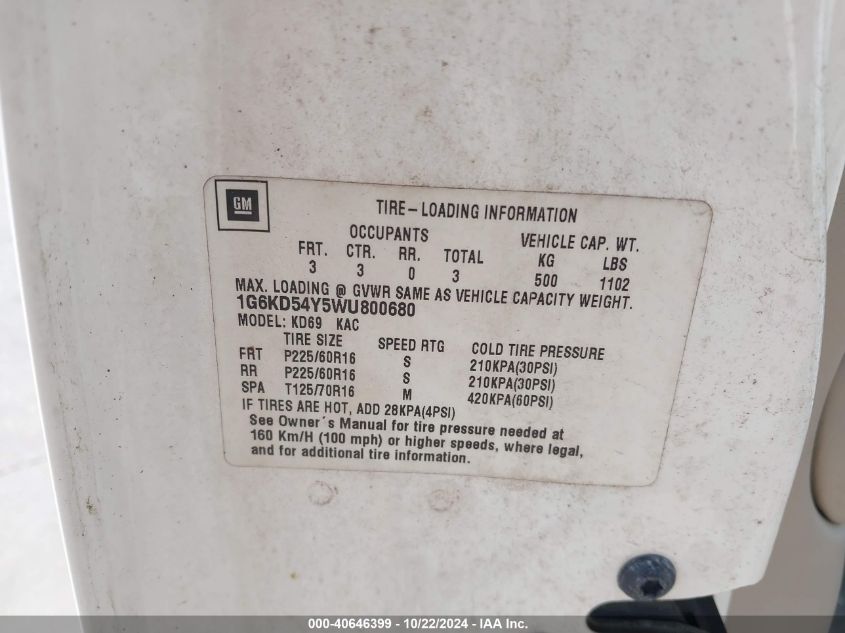 GM
TIRE-LOADING INFORMATION
OCCUPANTS VEHICLE CAP. WT.
FRT. CTR. RR. TOTAL KG LBS
3 3 0 3 500 1102
MAX. LOADING @ GVWR SAME AS VEHICLE CAPACITY WEIGHT.
1G6KD54Y5WU800680
MODEL: KD69 KAC
TIRE SIZE SPEED RTG COLD TIRE PRESSURE
FRT P225/60R16 S 210KPA(30PSI)
RR P225/60R16 S 210KPA(30PSI)
SPA T125/70R16 M 420KPA(60PSI)
IF TIRES ARE HOT, ADD 28KPA(4PSI)
See Owner's Manual for tire pressure needed at
160 Km/H (100 mph) or higher speeds, where legal,
and for additional tire information.
000-40646399 - 10/22/2024 - IAA Inc.